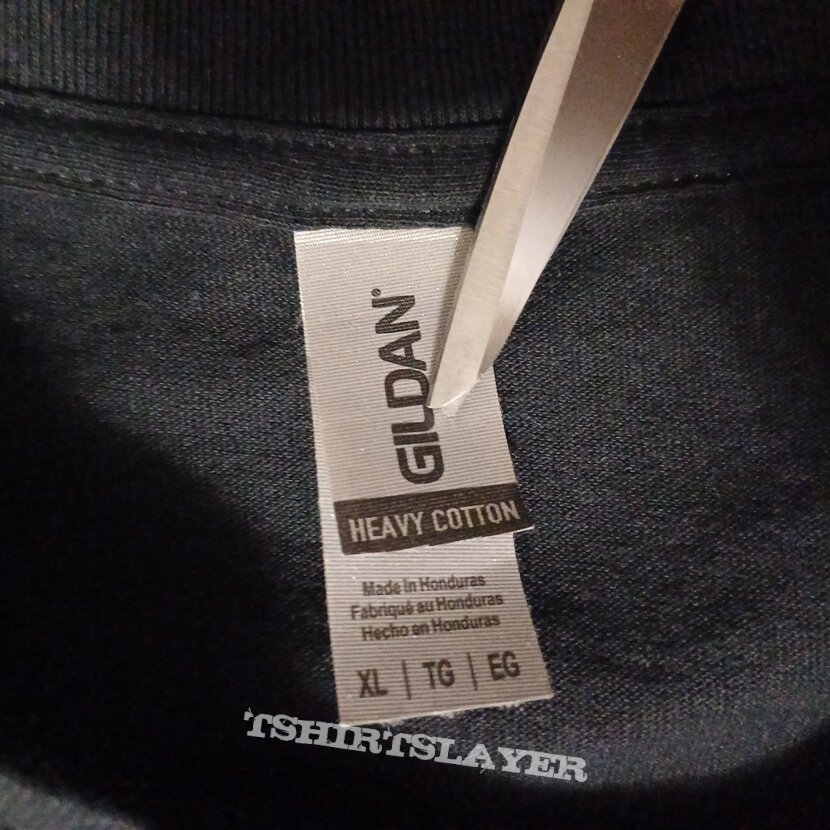 GILDAN®
HEAVY COTTON
Made in Honduras
Fabriqué au Honduras
Hecho en Honduras
XL | TG | EG
TSHIRTSLAYER